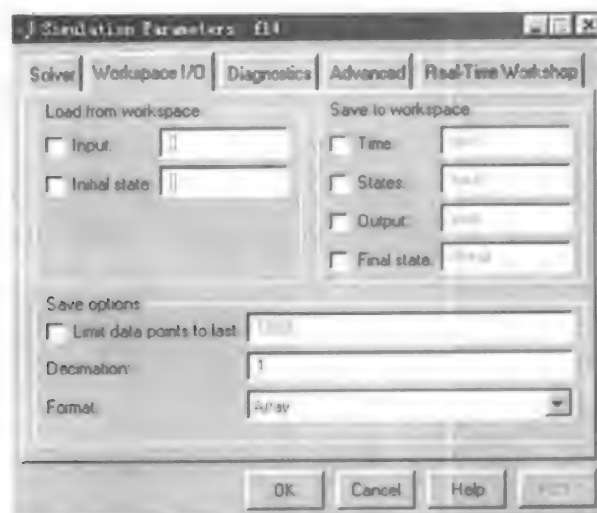 Simulation Parameters: f14
Solver Workspace I/O Diagnostics Advanced Real-Time Workshop
Load from workspace
Input:
[]
Initial state:
[]
Save to workspace
Time:
States:
Output:
Final state:
Save options
Limit data points to last:
Decimation:
1
Format:
Array
OK Cancel Help